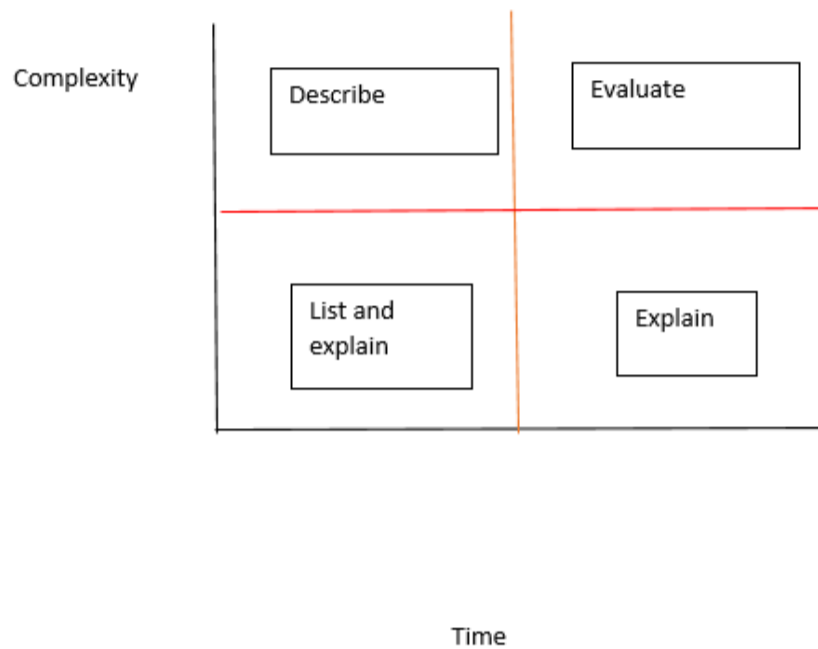 Complexity
Describe
Evaluate
List and
explain
Explain
Time